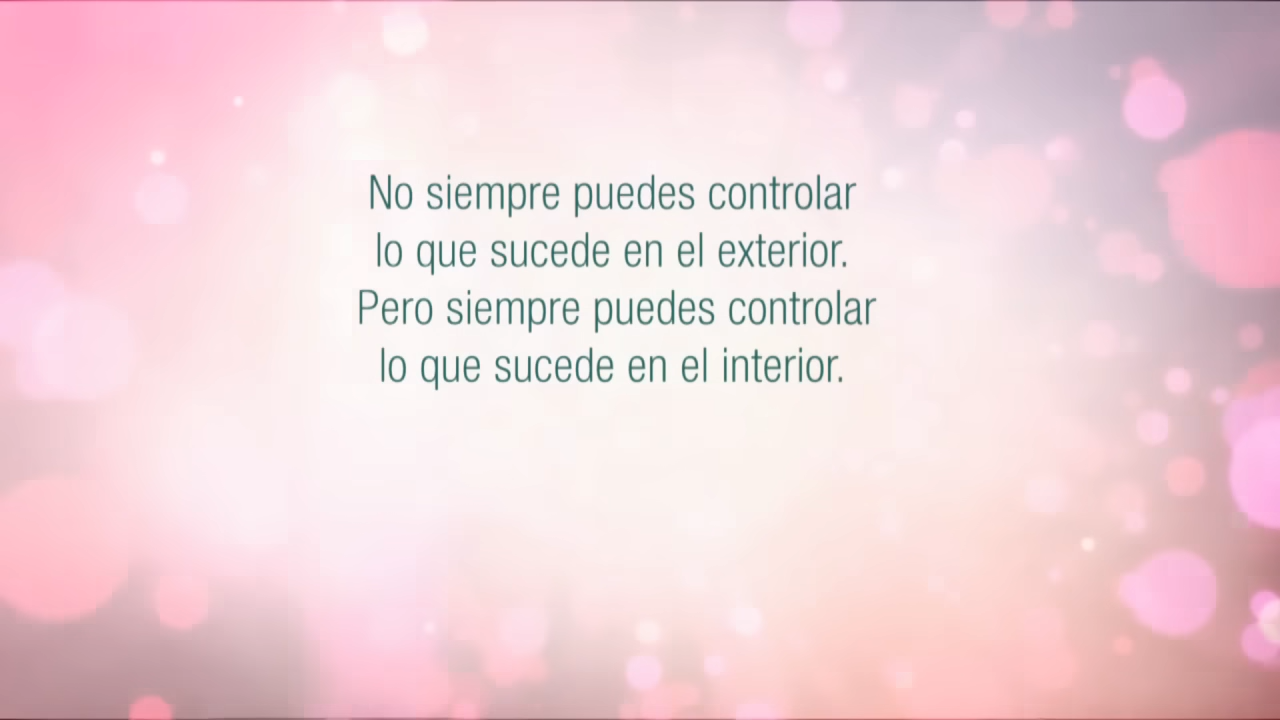 No siempre puedes controlar
lo que sucede en el exterior.
Pero siempre puedes controlar
lo que sucede en el interior.